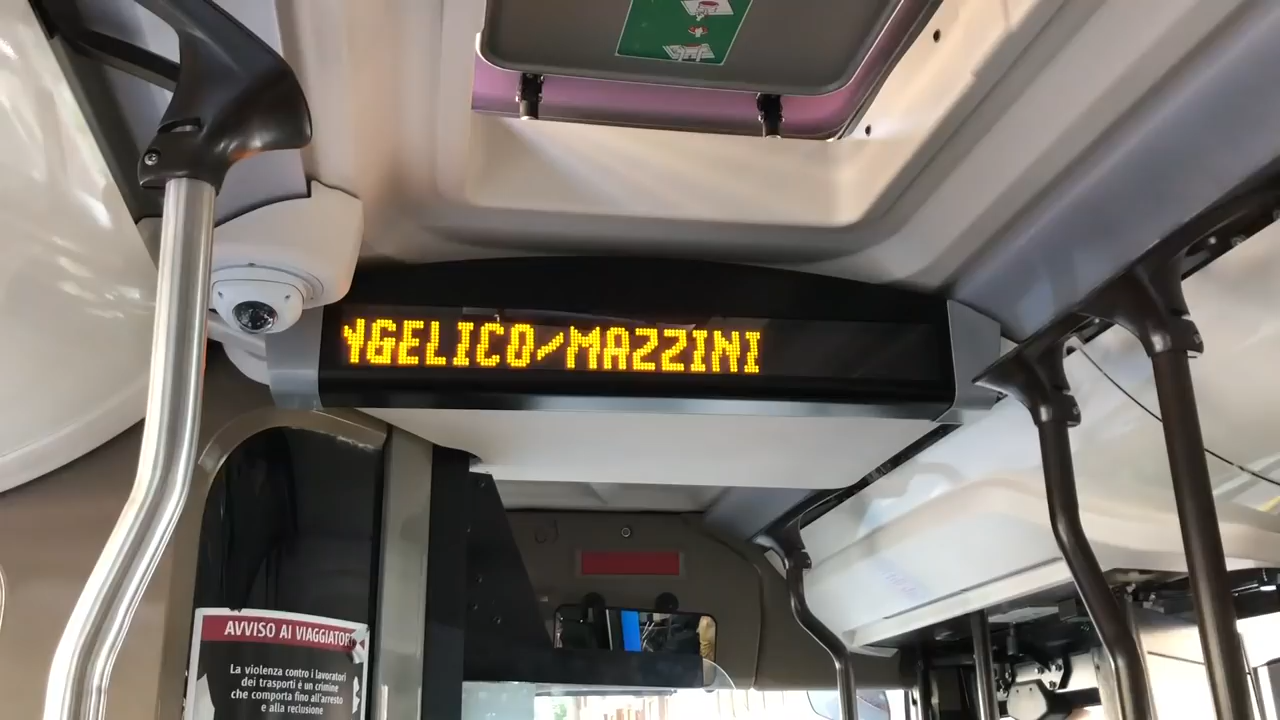 GELICO/MAZZINI
AVVISO AI VIAGGIATORI
La violenza contro i lavoratori
dei trasporti è un crimine
che comporta fino all'arresto
e alla reclusione